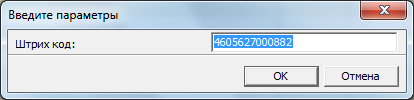 Введите параметры
Штрих код: 4605627000882
OK Отмена